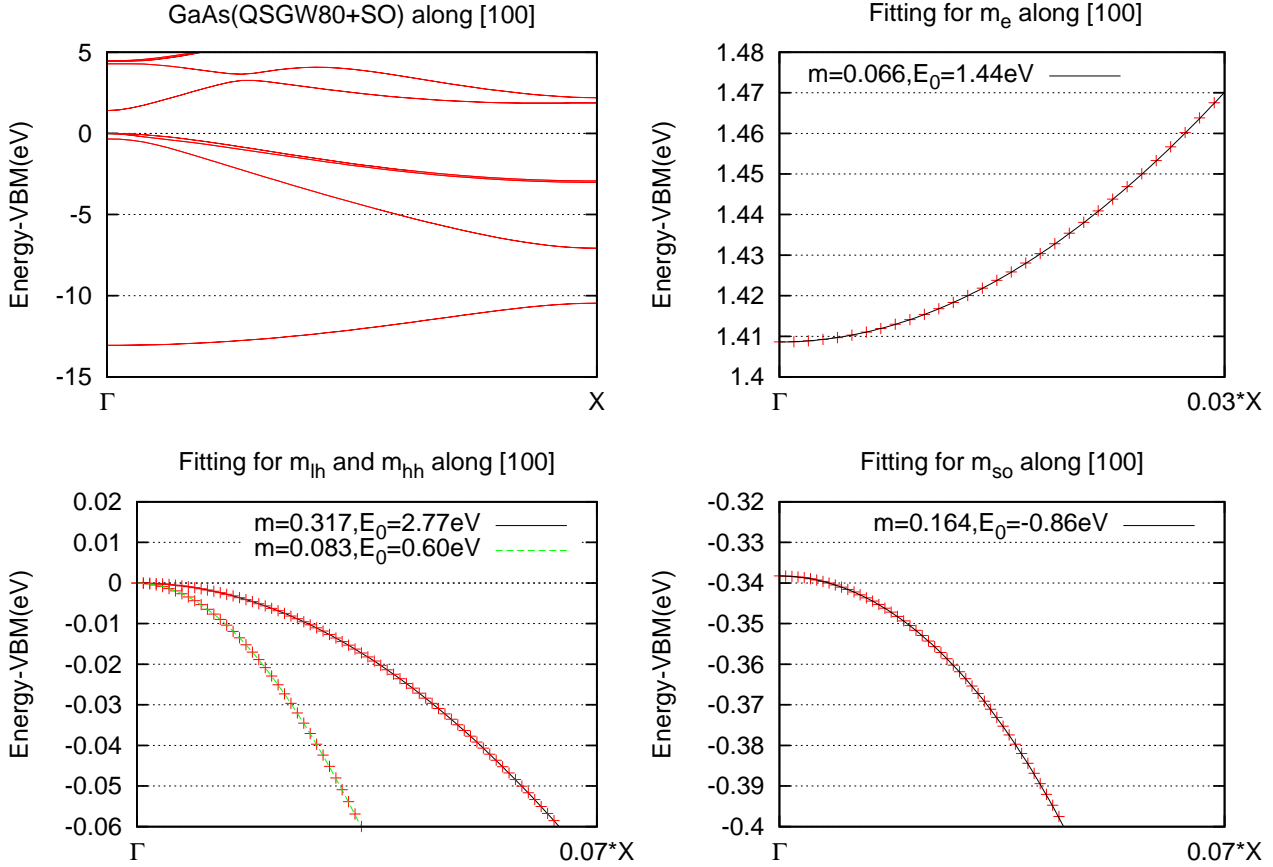 GaAs(QSGW80+SO) along [100]
5
0
-5
-10
-15
Energy-VBM(eV)
Γ X
Fitting for m_e along [100]
m=0.066,E_0=1.44eV
1.48
1.47
1.46
1.45
1.44
1.43
1.42
1.41
1.4
Energy-VBM(eV)
Γ 0.03*X
Fitting for m_lh and m_hh along [100]
m=0.317,E_0=2.77eV
m=0.083,E_0=0.60eV
0.02
0.01
0
-0.01
-0.02
-0.03
-0.04
-0.05
-0.06
Energy-VBM(eV)
Γ 0.07*X
Fitting for m_so along [100]
m=0.164,E_0=-0.86eV
-0.32
-0.33
-0.34
-0.35
-0.36
-0.37
-0.38
-0.39
-0.4
Energy-VBM(eV)
Γ 0.07*X